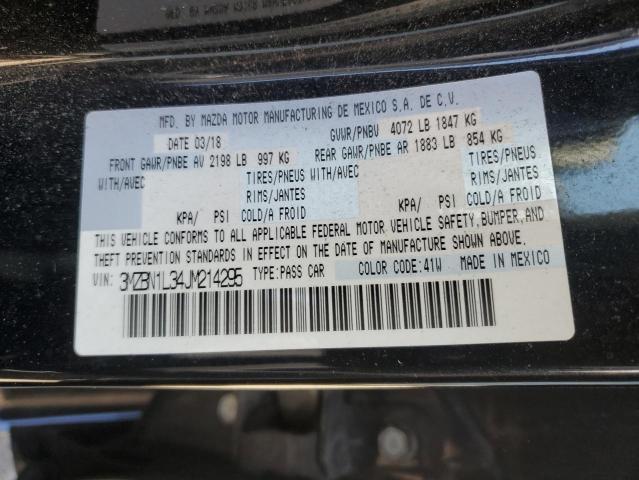 MFD. BY MAZDA MOTOR MANUFACTURING DE MEXICO S.A. DE C.V.
DATE 03/18 GVWR/PNBV 4072 LB 1847 KG
FRONT GAWR/PNBE AV 2198 LB 997 KG REAR GAWR/PNBE AR 1883 LB 854 KG
WITH/AVEC TIRES/PNEUS WITH/AVEC TIRES/PNEUS
RIMS/JANTES RIMS/JANTES
KPA/ PSI COLD/A FROID KPA/ PSI COLD/A FROID
THIS VEHICLE CONFORMS TO ALL APPLICABLE FEDERAL MOTOR VEHICLE SAFETY, BUMPER, AND
THEFT PREVENTION STANDARDS IN EFFECT ON THE DATE OF MANUFACTURE SHOWN ABOVE.
VIN: 3MZBN1L34JM214295 TYPE:PASS CAR COLOR CODE:41W MADE IN MEXICO